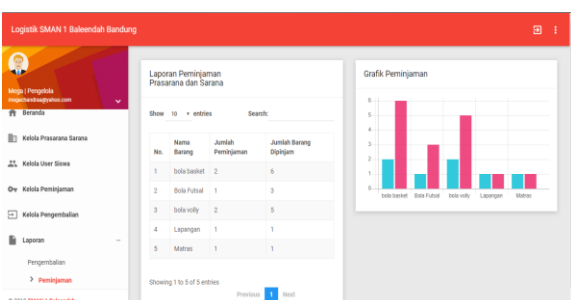 Logistik SMAN 1 Baleendah Bandung
Moga | Pengelola
Beranda
Kelola Prasarana Sarana
Kelola User Siswa
Kelola Peminjaman
Kelola Pengembalian
Laporan
Pengembalian
Peminjaman
Laporan Peminjaman
Prasarana dan Sarana
Show 10 entries Search:
No. Nama Barang Jumlah Peminjaman Jumlah Barang Dipinjam
1 bola basket 2 6
2 Bola Futsal 1 3
3 bola volly 2 5
4 Lapangan 1 1
5 Matras 1 1
Showing 1 to 5 of 5 entries
Previous 1 Next
Grafik Peminjaman
6
5
4
3
2
1
0
bola basket Bola Futsal bola volly Lapangan Matras